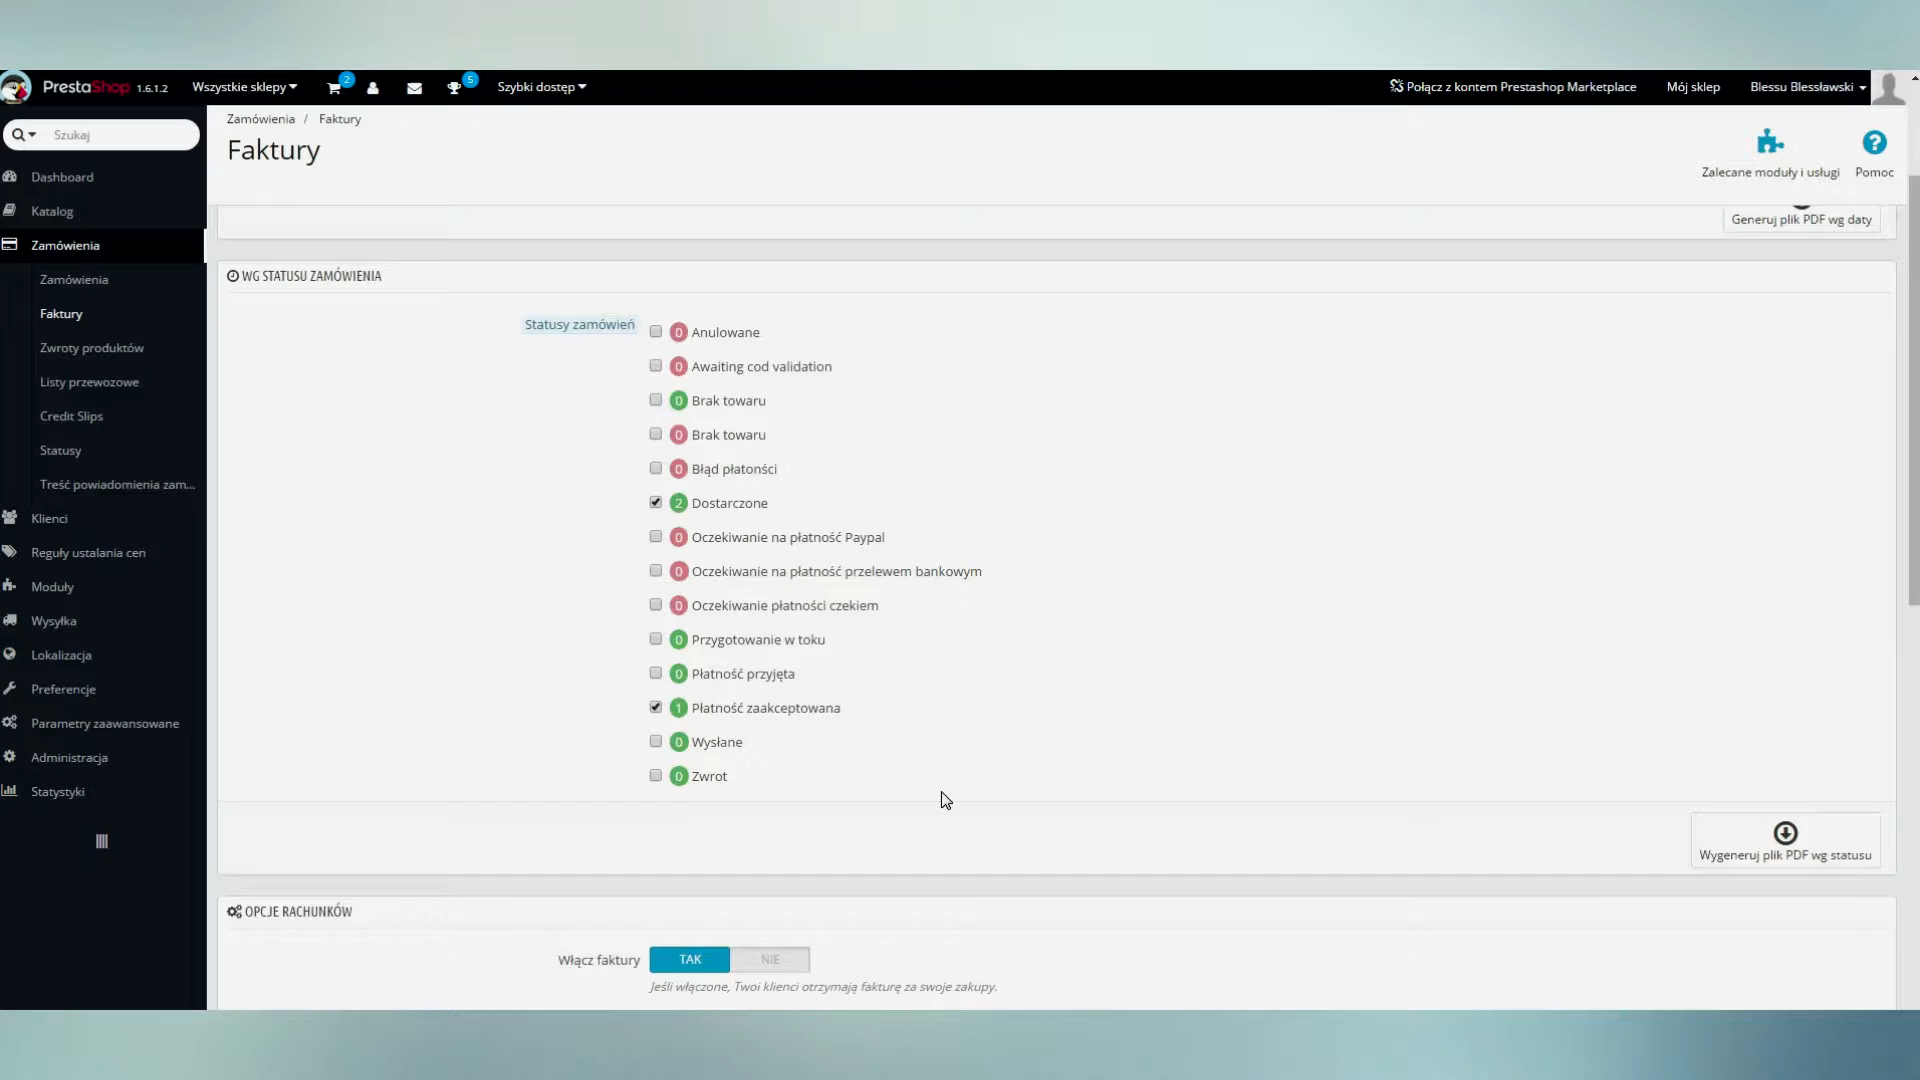 PrestaShop 1.6.1.2 Wszystkie sklepy 2 5 Szybki dostęp Połącz z kontem Prestashop Marketplace Mój sklep Blessu Blessławski
Szukaj
Dashboard
Katalog
Zamówienia
Zamówienia
Faktury
Zwroty produktów
Listy przewozowe
Credit Slips
Statusy
Treść powiadomienia zam...
Klienci
Reguły ustalania cen
Moduły
Wysyłka
Lokalizacja
Preferencje
Parametry zaawansowane
Administracja
Statystyki
Zamówienia / Faktury
Faktury
Zalecane moduły i usługi
? Pomoc
Generuj plik PDF wg daty
WG STATUSU ZAMÓWIENIA
Statusy zamówień
0 Anulowane
0 Awaiting cod validation
0 Brak towaru
0 Brak towaru
0 Błąd płatonści
2 Dostarczone
0 Oczekiwanie na płatność Paypal
0 Oczekiwanie na płatność przelewem bankowym
0 Oczekiwanie płatności czekiem
0 Przygotowanie w toku
0 Płatność przyjęta
1 Płatność zaakceptowana
0 Wysłane
0 Zwrot
Wygeneruj plik PDF wg statusu
OPCJE RACHUNKÓW
Włącz faktury TAK NIE
Jeśli włączone, Twoi klienci otrzymają fakturę za swoje zakupy.